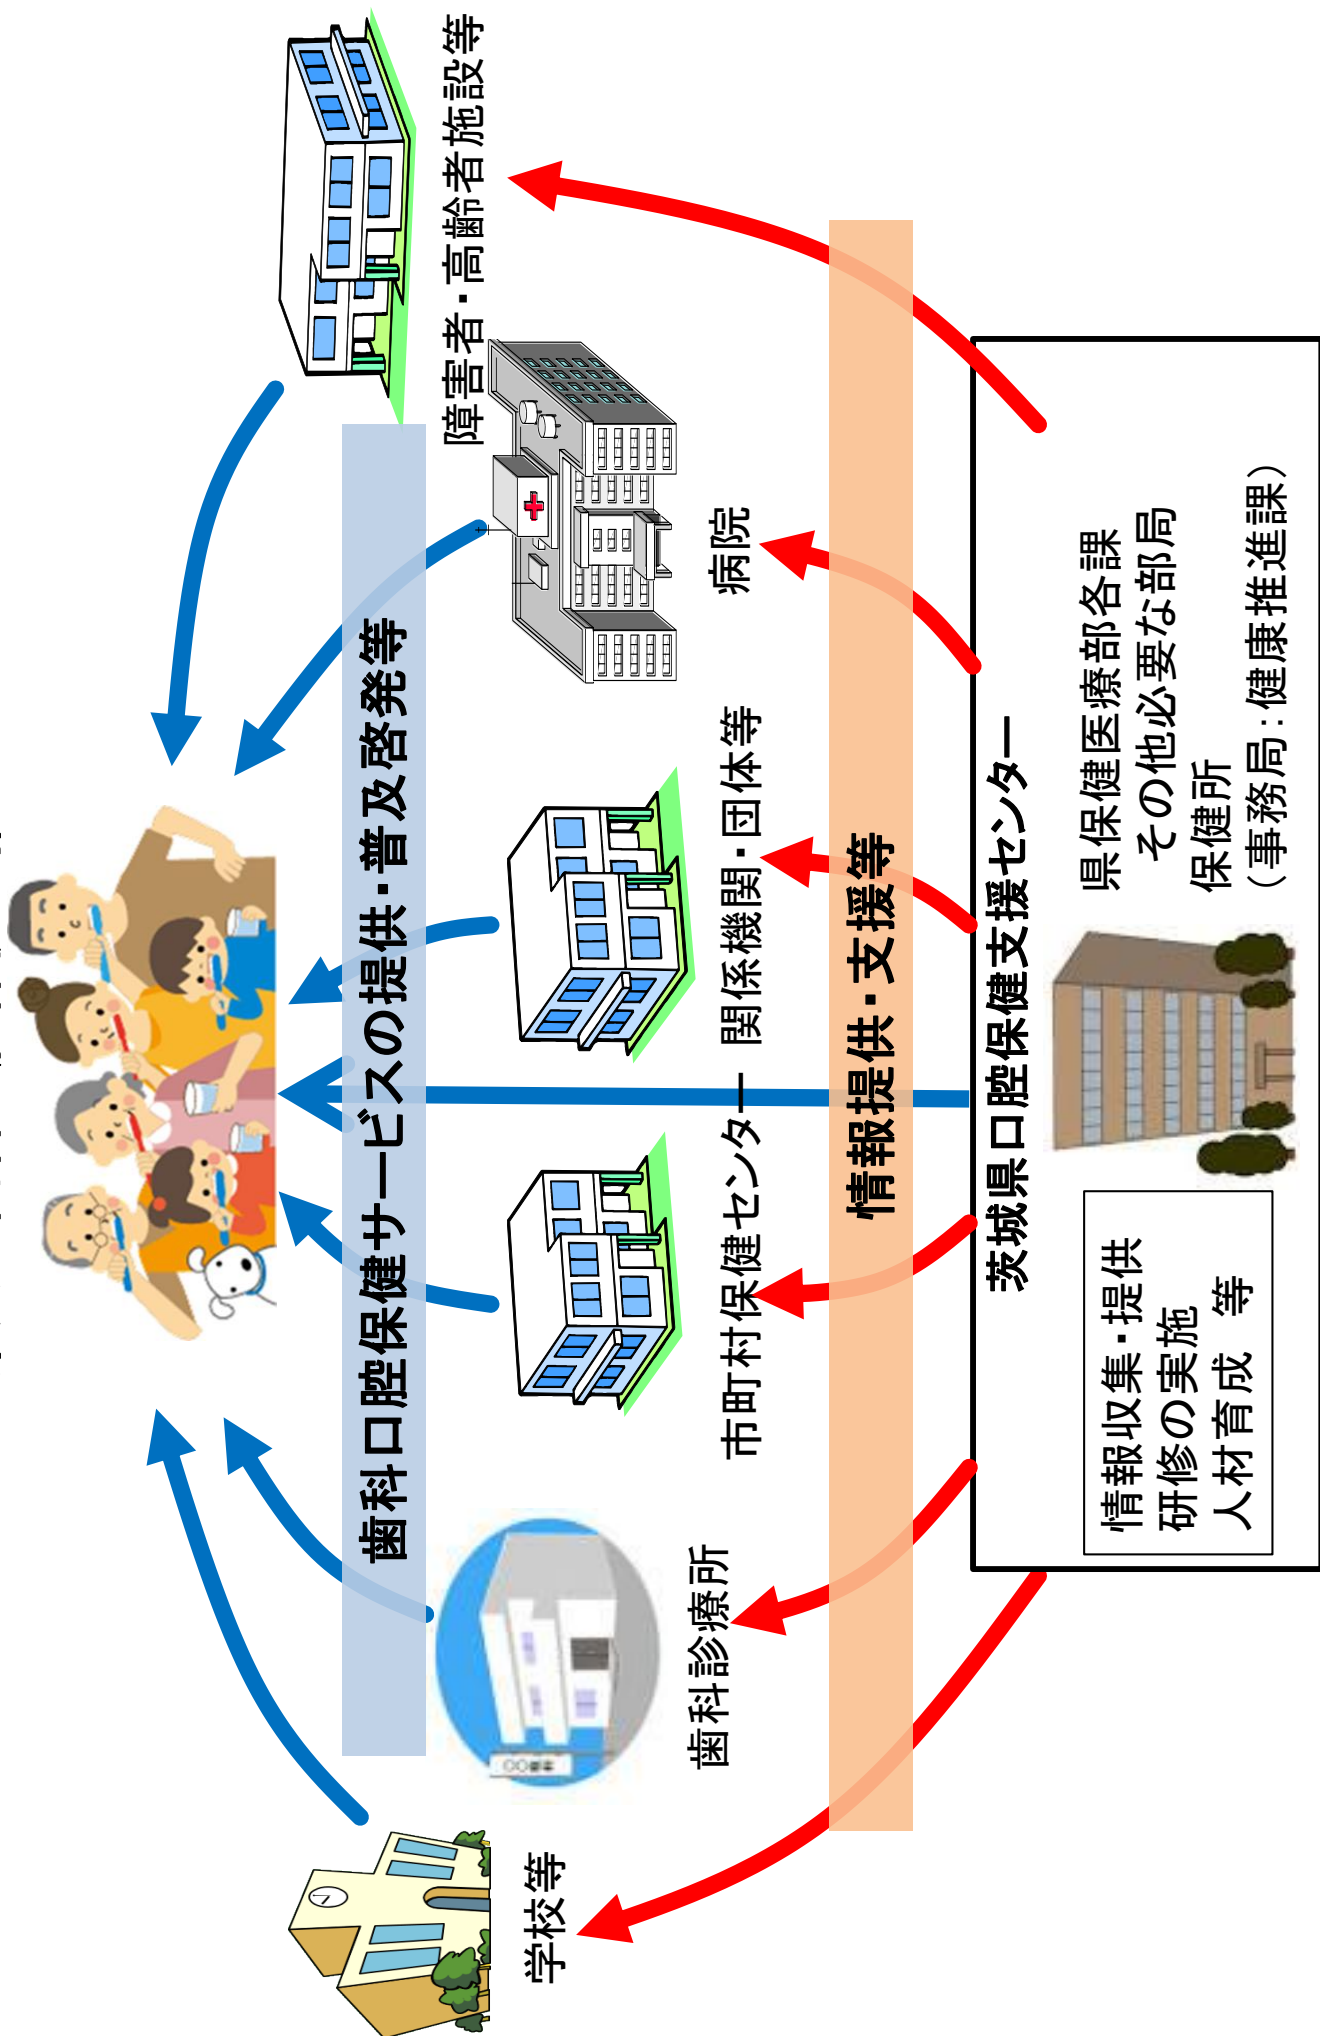 歯科口腔保健サービスの提供・普及啓発等
学校等
歯科診療所
市町村保健センター
関係機関・団体等
病院
障害者・高齢者施設等
情報提供・支援等
茨城県口腔保健支援センター
情報収集・提供
研修の実施
人材育成　等
県保健医療部各課
その他必要な部局
保健所
（事務局：健康推進課）